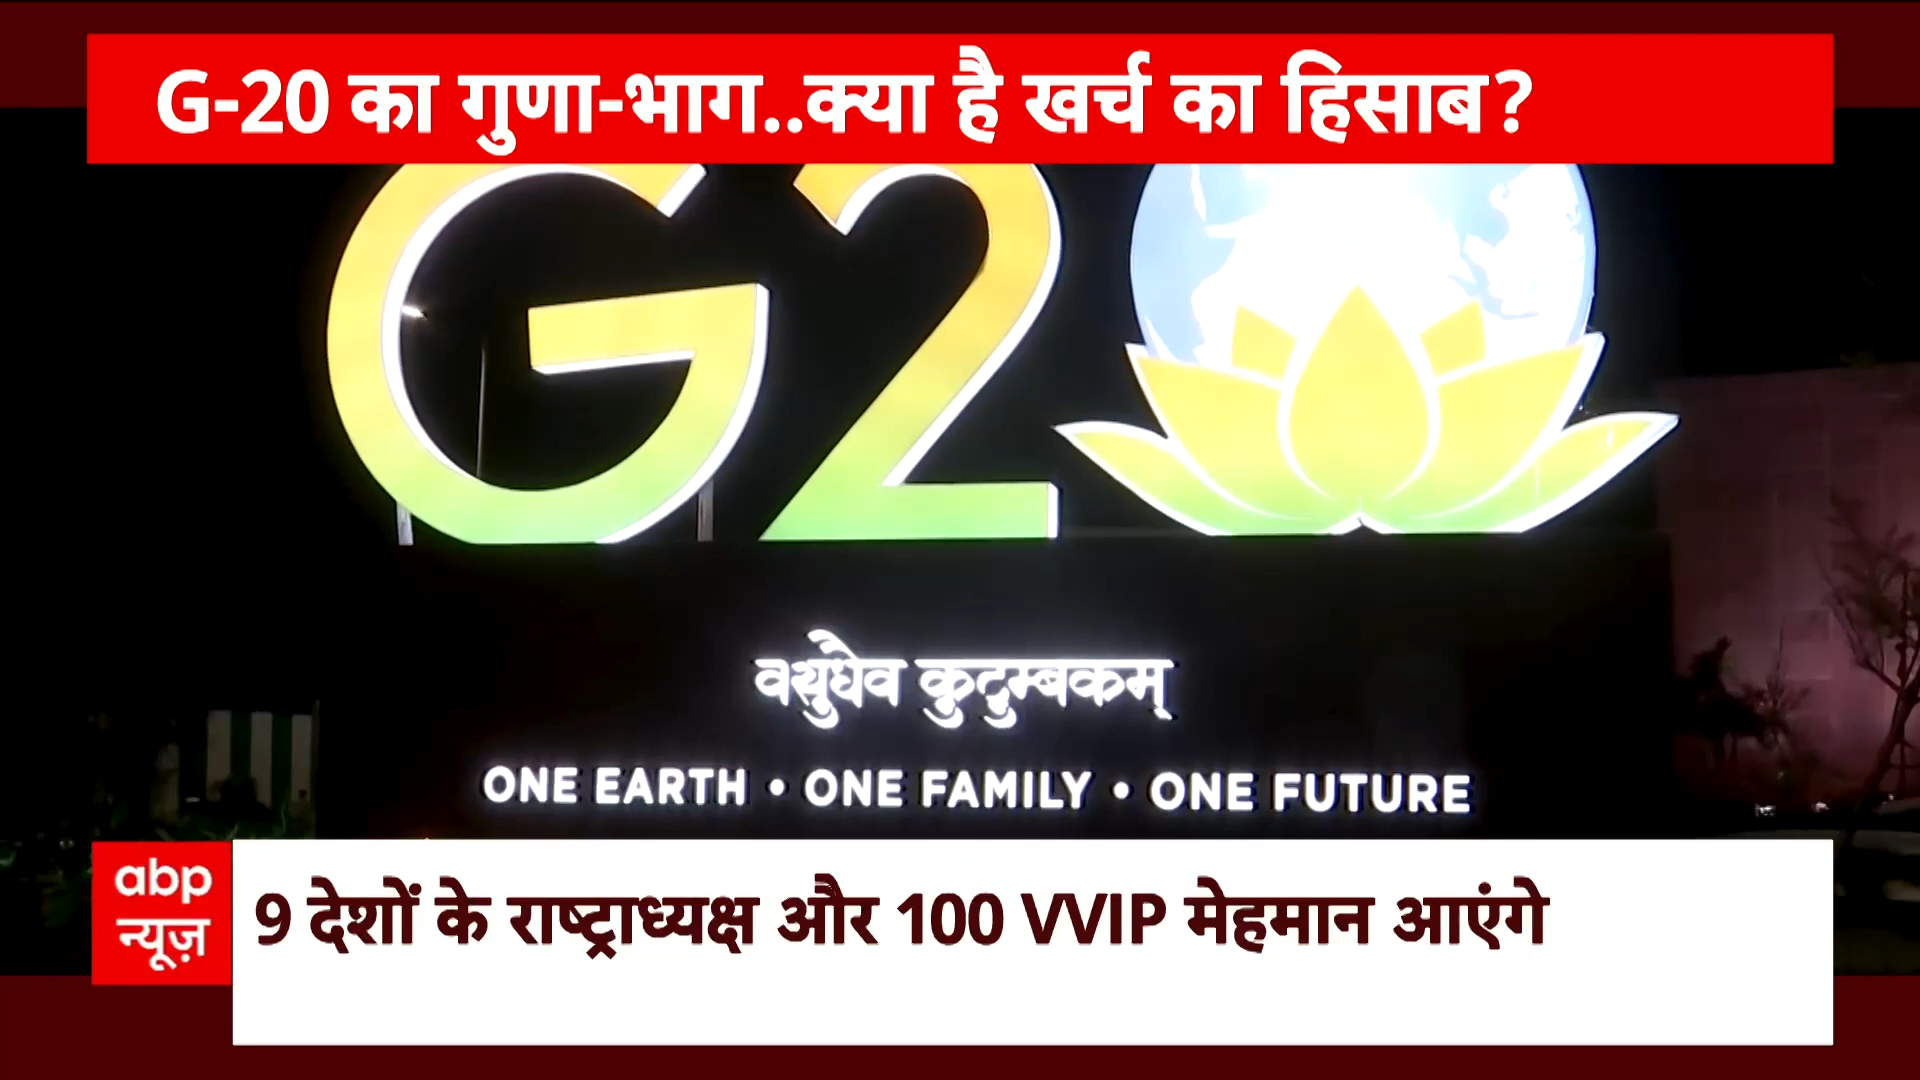 G-20 का गुणा-भाग..क्या है खर्च का हिसाब?
G20
वसुधैव कुटुम्बकम्
ONE EARTH • ONE FAMILY • ONE FUTURE
abp
न्यूज़
9 देशों के राष्ट्राध्यक्ष और 100 VVIP मेहमान आएंगे